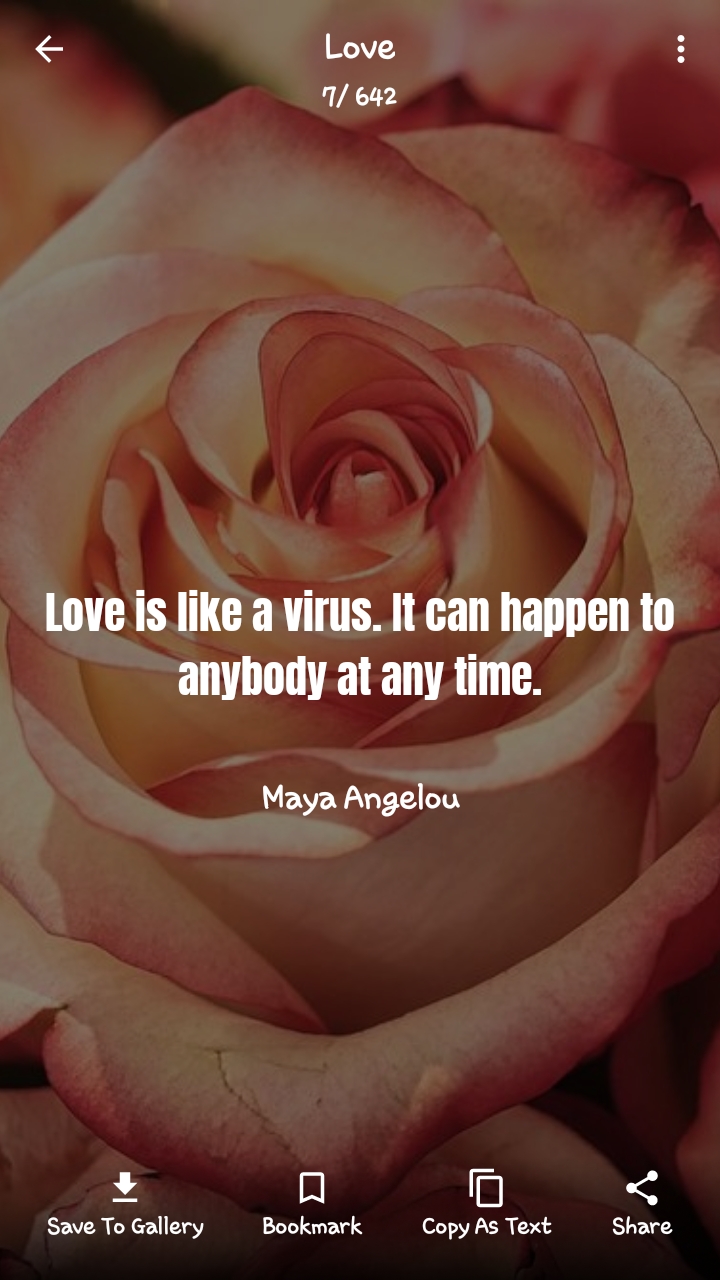 Love
7/ 642
Love is like a virus. It can happen to
anybody at any time.
Maya Angelou
Save To Gallery
Bookmark
Copy As Text
Share